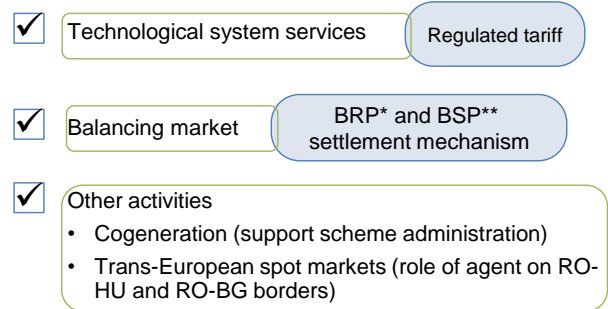 Technological system services
Regulated tariff
Balancing market
BRP* and BSP**
settlement mechanism
Other activities
• Cogeneration (support scheme administration)
• Trans-European spot markets (role of agent on RO-
HU and RO-BG borders)